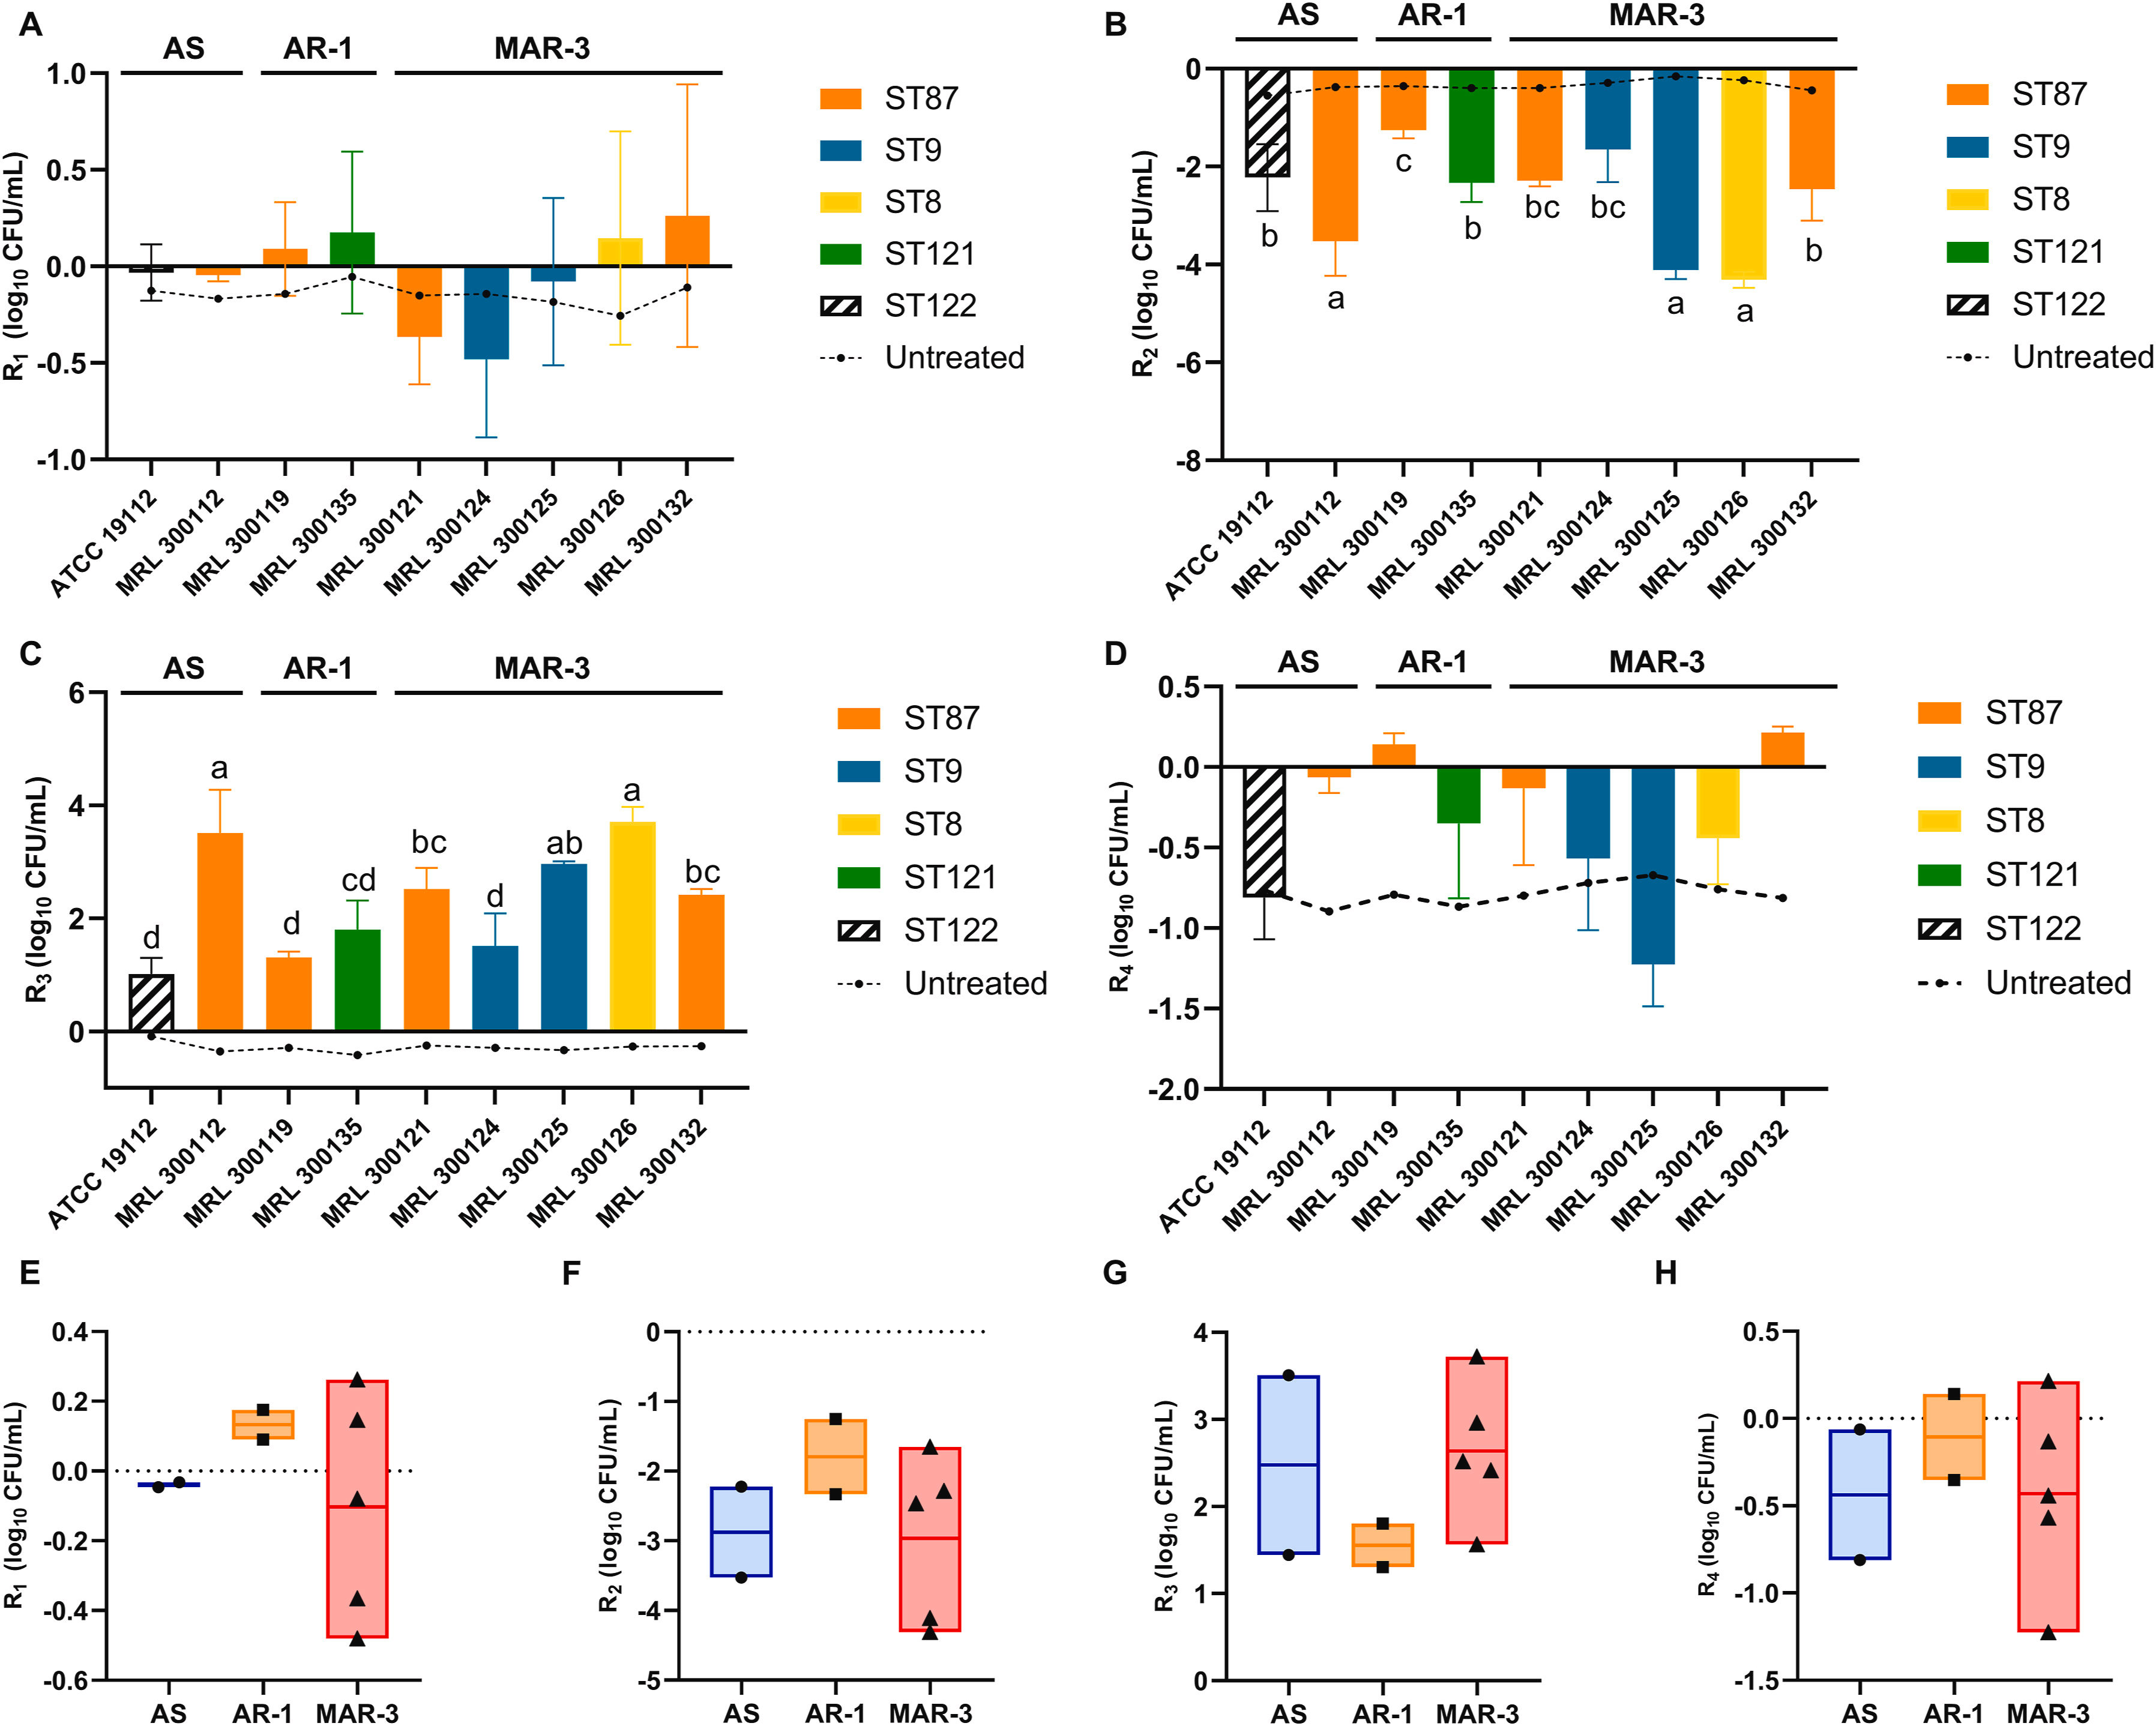 A
AS AR-1 MAR-3
1.0
0.5
0.0
-0.5
-1.0
R1 (log10 CFU/mL)
ATCC 19112
MRL 300112
MRL 300119
MRL 300135
MRL 300121
MRL 300124
MRL 300125
MRL 300126
MRL 300132
ST87
ST9
ST8
ST121
ST122
Untreated
B
AS AR-1 MAR-3
0
-2
-4
-6
-8
R2 (log10 CFU/mL)
b a c b bc bc a a b
ATCC 19112
MRL 300112
MRL 300119
MRL 300135
MRL 300121
MRL 300124
MRL 300125
MRL 300126
MRL 300132
ST87
ST9
ST8
ST121
ST122
Untreated
C
AS AR-1 MAR-3
6
4
2
0
R3 (log10 CFU/mL)
d a d cd bc d ab a bc
ATCC 19112
MRL 300112
MRL 300119
MRL 300135
MRL 300121
MRL 300124
MRL 300125
MRL 300126
MRL 300132
ST87
ST9
ST8
ST121
ST122
Untreated
D
AS AR-1 MAR-3
0.5
0.0
-0.5
-1.0
-1.5
-2.0
R4 (log10 CFU/mL)
ATCC 19112
MRL 300112
MRL 300119
MRL 300135
MRL 300121
MRL 300124
MRL 300125
MRL 300126
MRL 300132
ST87
ST9
ST8
ST121
ST122
Untreated
E
0.4
0.2
0.0
-0.2
-0.4
-0.6
R1 (log10 CFU/mL)
AS AR-1 MAR-3
F
0
-1
-2
-3
-4
-5
R2 (log10 CFU/mL)
AS AR-1 MAR-3
G
4
3
2
1
0
R3 (log10 CFU/mL)
AS AR-1 MAR-3
H
0.5
0.0
-0.5
-1.0
-1.5
R4 (log10 CFU/mL)
AS AR-1 MAR-3